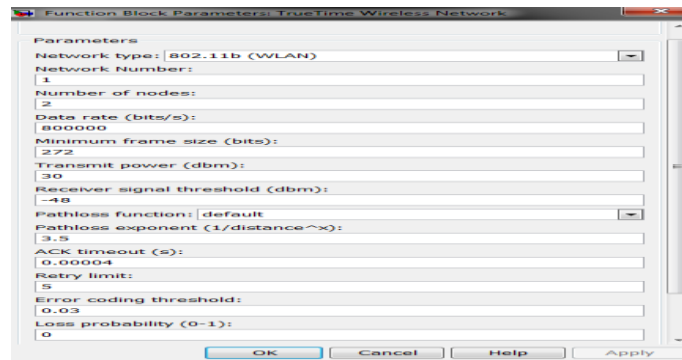 Function Block Parameters: TrueTime Wireless Network
Parameters
Network type: 802.11b (WLAN)
Network Number:
1
Number of nodes:
2
Data rate (bits/s):
800000
Minimum frame size (bits):
272
Transmit power (dbm):
30
Receiver signal threshold (dbm):
-48
Pathloss function: default
Pathloss exponent (1/distance^x):
3.5
ACK timeout (s):
0.00004
Retry limit:
5
Error coding threshold:
0.03
Loss probability (0-1):
0
OK Cancel Help Apply